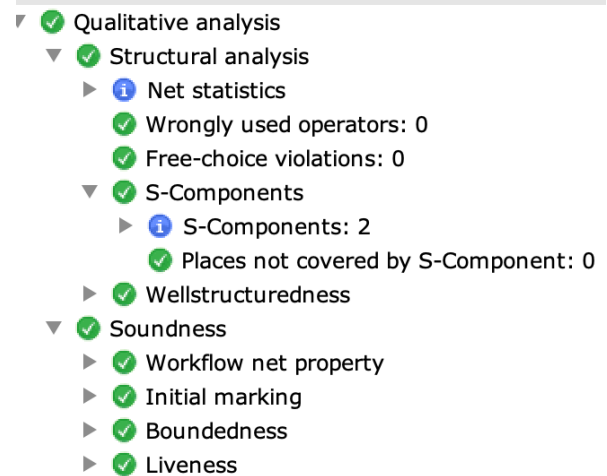 Qualitative analysis
Structural analysis
Net statistics
Wrongly used operators: 0
Free-choice violations: 0
S-Components
S-Components: 2
Places not covered by S-Component: 0
Wellstructuredness
Soundness
Workflow net property
Initial marking
Boundedness
Liveness